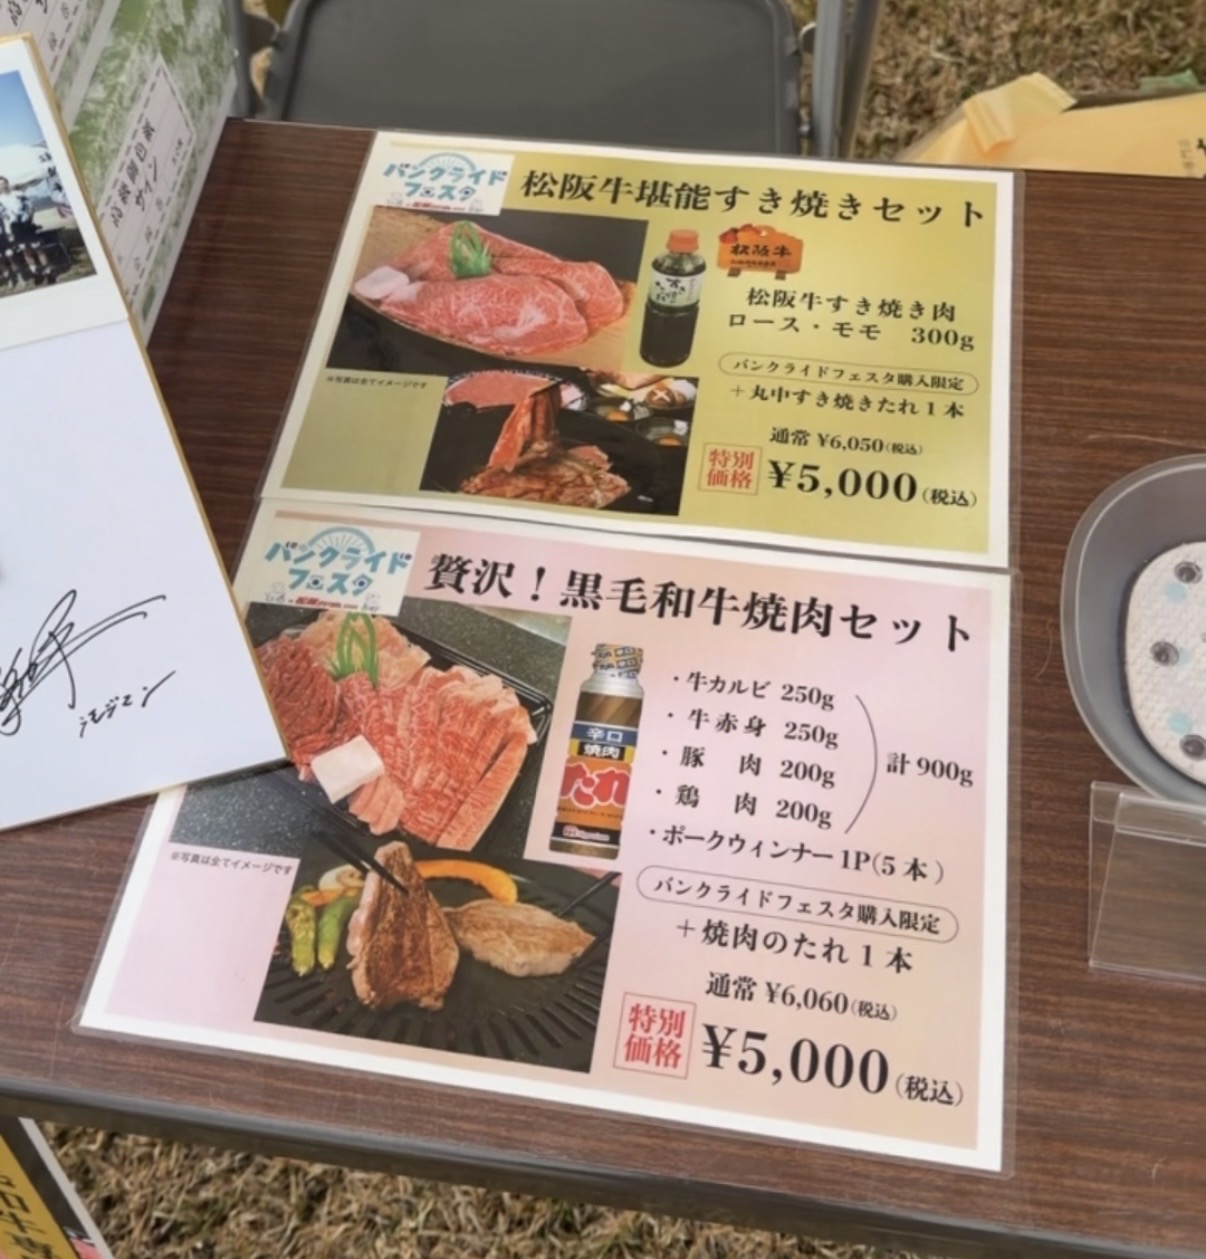 バンクライド
フェスタ
松阪牛堪能すき焼きセット
松阪牛
松阪牛すき焼き肉
ロース・モモ 300g
※写真は全てイメージです
バンクライドフェスタ購入限定
＋丸中すき焼きたれ1本
通常 ¥6,050(税込)
特別
価格
¥5,000(税込)
バンクライド
フェスタ
贅沢！黒毛和牛焼肉セット
・牛カルビ 250g
・牛赤身 250g
・豚 肉 200g
・鶏 肉 200g
計 900g
・ポークウィンナー1P(5本)
辛口
焼肉
たれ
※写真は全てイメージです
バンクライドフェスタ購入限定
＋焼肉のたれ1本
通常 ¥6,060(税込)
特別
価格
¥5,000(税込)